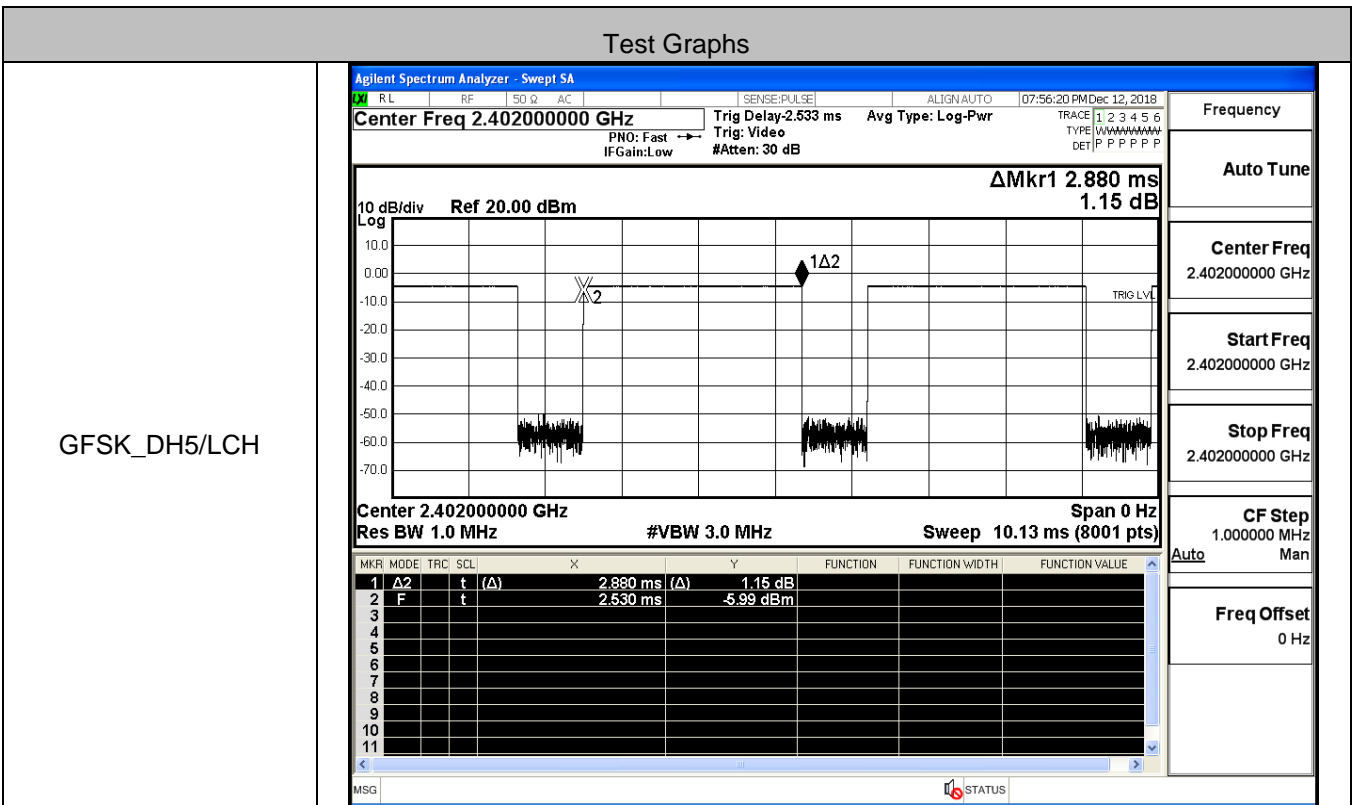 Test Graphs
GFSK_DH5/LCH
Agilent Spectrum Analyzer - Swept SA
LXI RL RF 50 Ω AC SENSE:PULSE ALIGN AUTO 07:56:20 PM Dec 12, 2018
Center Freq 2.402000000 GHz Trig Delay-2.533 ms Avg Type: Log-Pwr TRACE 1 2 3 4 5 6
PNO: Fast Trig: Video TYPE WWWWWW
IFGain:Low #Atten: 30 dB DET P P P P P P
ΔMkr1 2.880 ms
1.15 dB
10 dB/div Ref 20.00 dBm
Log
10.0
0.00
-10.0
-20.0
-30.0
-40.0
-50.0
-60.0
-70.0
1Δ2
2
TRIG LVL
Center 2.402000000 GHz Span 0 Hz
Res BW 1.0 MHz #VBW 3.0 MHz Sweep 10.13 ms (8001 pts)
MKR MODE TRC SCL X Y FUNCTION FUNCTION WIDTH FUNCTION VALUE
1 Δ2 t (Δ) 2.880 ms (Δ) 1.15 dB
2 F t 2.530 ms -5.99 dBm
3
4
5
6
7
8
9
10
11
MSG STATUS
Frequency
Auto Tune
Center Freq
2.402000000 GHz
Start Freq
2.402000000 GHz
Stop Freq
2.402000000 GHz
CF Step
1.000000 MHz
Auto Man
Freq Offset
0 Hz